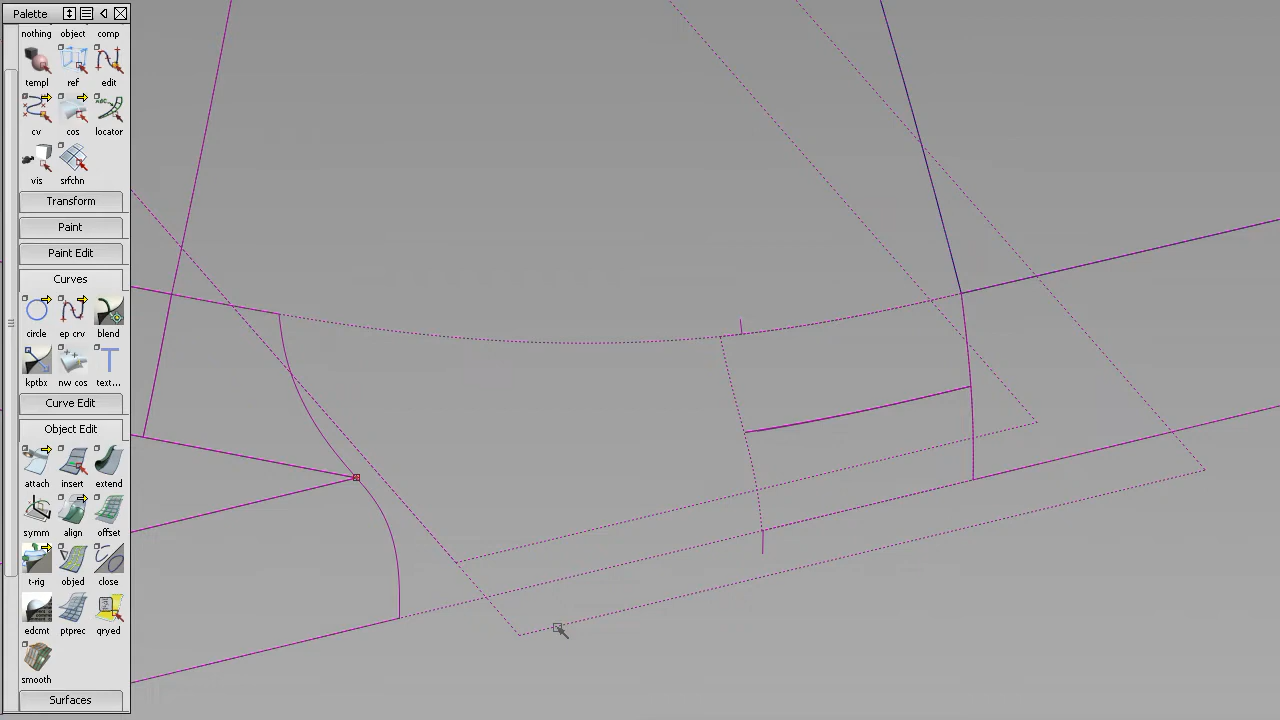 Palette
nothing object comp
templ ref edit
cv cos locator
vis srfchn
Transform
Paint
Paint Edit
Curves
circle ep crv blend
kptbx nw cos text...
Curve Edit
Object Edit
attach insert extend
symm align offset
t-rig objed close
edcmt ptprec qryed
smooth
Surfaces